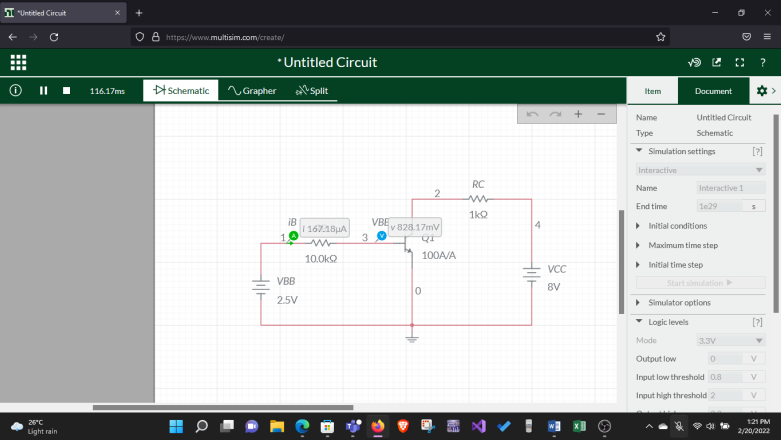 *Untitled Circuit
https://www.multisim.com/create/
* Untitled Circuit
116.17ms Schematic Grapher Split Item Document
Name Untitled Circuit
Type Schematic
Simulation settings [?]
Interactive
Name Interactive 1
End time 1e29 s
Initial conditions
Maximum time step
Initial time step
Start simulation
Simulator options
Logic levels [?]
Mode 3.3V
Output low 0 V
Input low threshold 0.8 V
Input high threshold 2 V
RC
2
1kΩ
4
iB
i 167.18μA
VBE
v 828.17mV
1
3
Q1
10.0kΩ
100A/A
VBB
2.5V
0
VCC
8V
26°C
Light rain
1:21 PM
2/20/2022